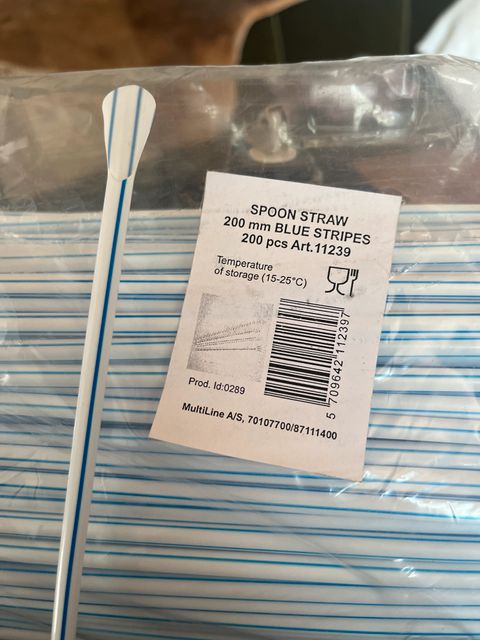 SPOON STRAW
200 mm BLUE STRIPES
200 pcs Art.11239
Temperature
of storage (15-25°C)
5 709642 112397
Prod. Id:0289
MultiLine A/S, 70107700/87111400